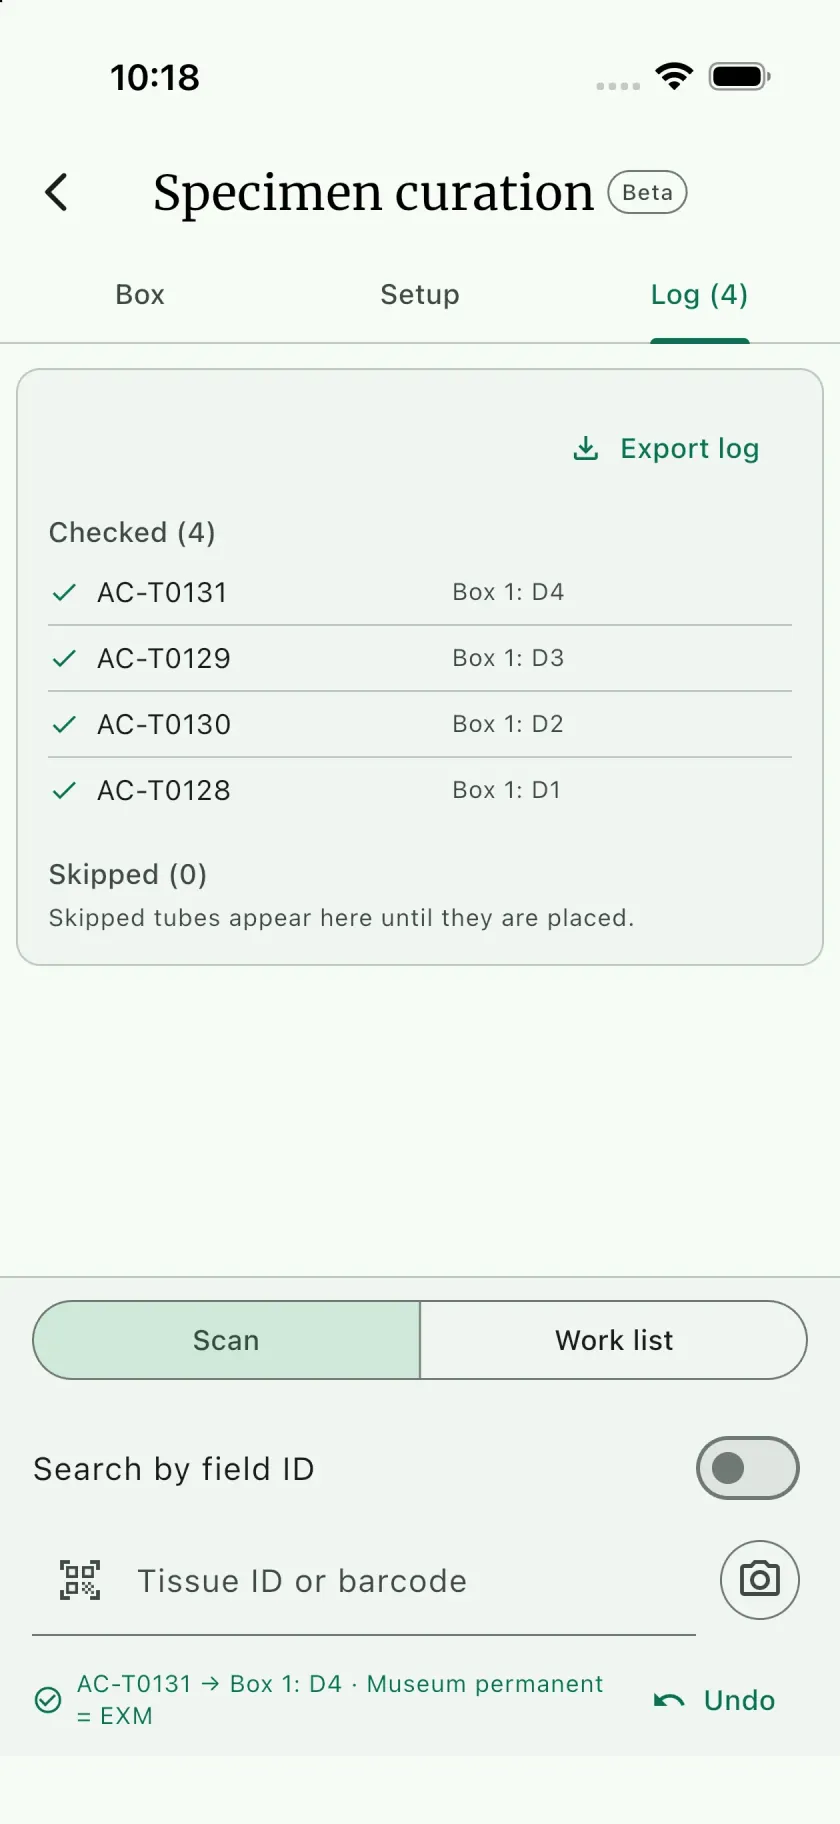 10:18
Specimen curation Beta
Box Setup Log (4)
Export log
Checked (4)
AC-T0131 Box 1: D4
AC-T0129 Box 1: D3
AC-T0130 Box 1: D2
AC-T0128 Box 1: D1
Skipped (0)
Skipped tubes appear here until they are placed.
Scan Work list
Search by field ID
Tissue ID or barcode
AC-T0131 → Box 1: D4 · Museum permanent
= EXM
Undo